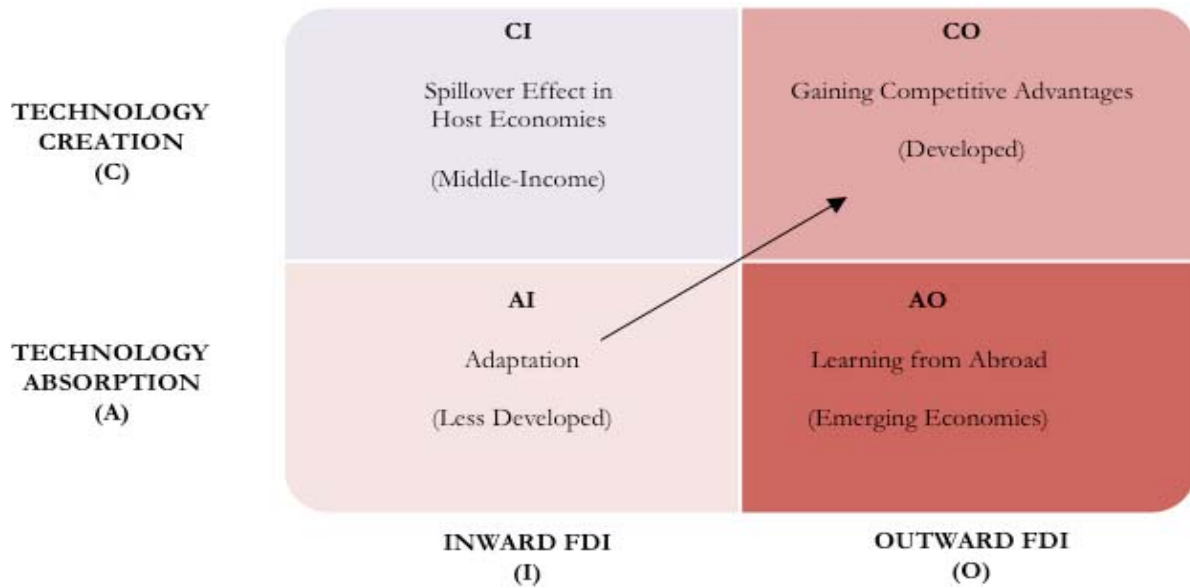 CI
Spillover Effect in
Host Economies
(Middle-Income)
CO
Gaining Competitive Advantages
(Developed)
TECHNOLOGY
CREATION
(C)
AI
Adaptation
(Less Developed)
AO
Learning from Abroad
(Emerging Economies)
TECHNOLOGY
ABSORPTION
(A)
INWARD FDI
(I)
OUTWARD FDI
(O)